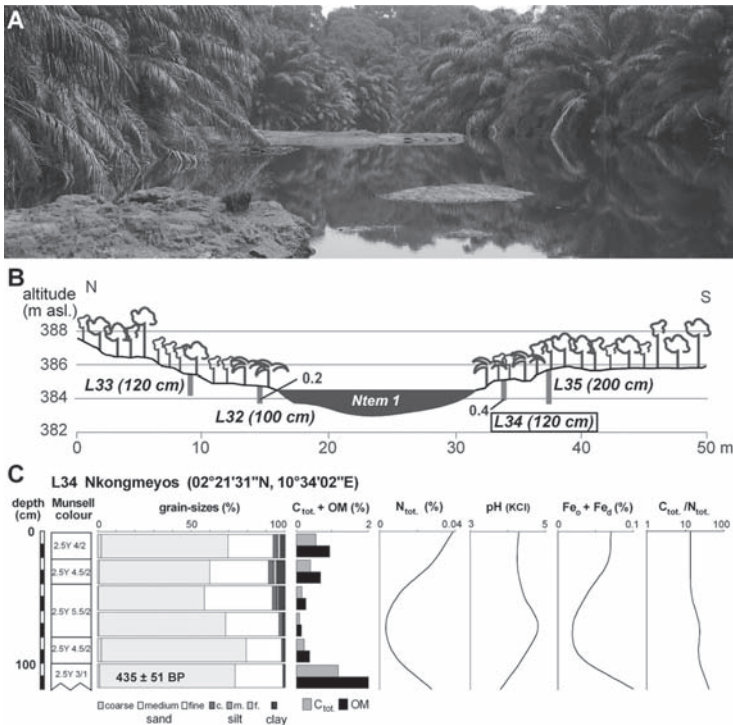 A
B
altitude
(m asl.)
N
S
388
386
384
382
L33 (120 cm)
0.2
L32 (100 cm)
Ntem 1
0.4
L34 (120 cm)
L35 (200 cm)
0 10 20 30 40 50 m
C
L34 Nkongmeyos (02°21'31"N, 10°34'02"E)
depth (cm)
Munsell colour
grain-sizes (%)
0 50 100
Ctot. + OM (%)
0 2
Ntot. (%)
0 0.04
pH (KCl)
3 5
Feo + Fed (%)
0 0.1
Ctot./Ntot.
1 10 100
0
2.5Y 4/2
2.5Y 4.5/2
2.5Y 5.5/2
2.5Y 4.5/2
100
2.5Y 3/1
435 ± 51 BP
coarse medium fine c. m. f.
sand silt clay
Ctot. OM